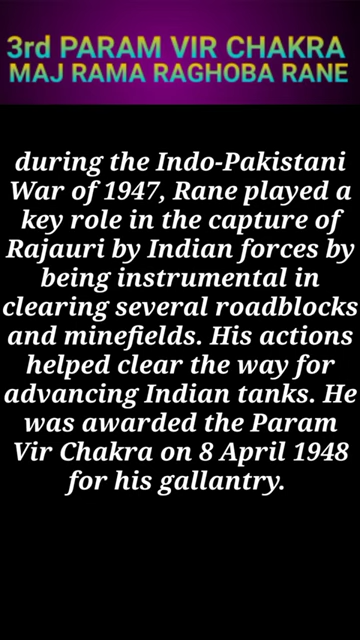 3rd PARAM VIR CHAKRA
MAJ RAMA RAGHOBA RANE
during the Indo-Pakistani
War of 1947, Rane played a
key role in the capture of
Rajauri by Indian forces by
being instrumental in
clearing several roadblocks
and minefields. His actions
helped clear the way for
advancing Indian tanks. He
was awarded the Param
Vir Chakra on 8 April 1948
for his gallantry.